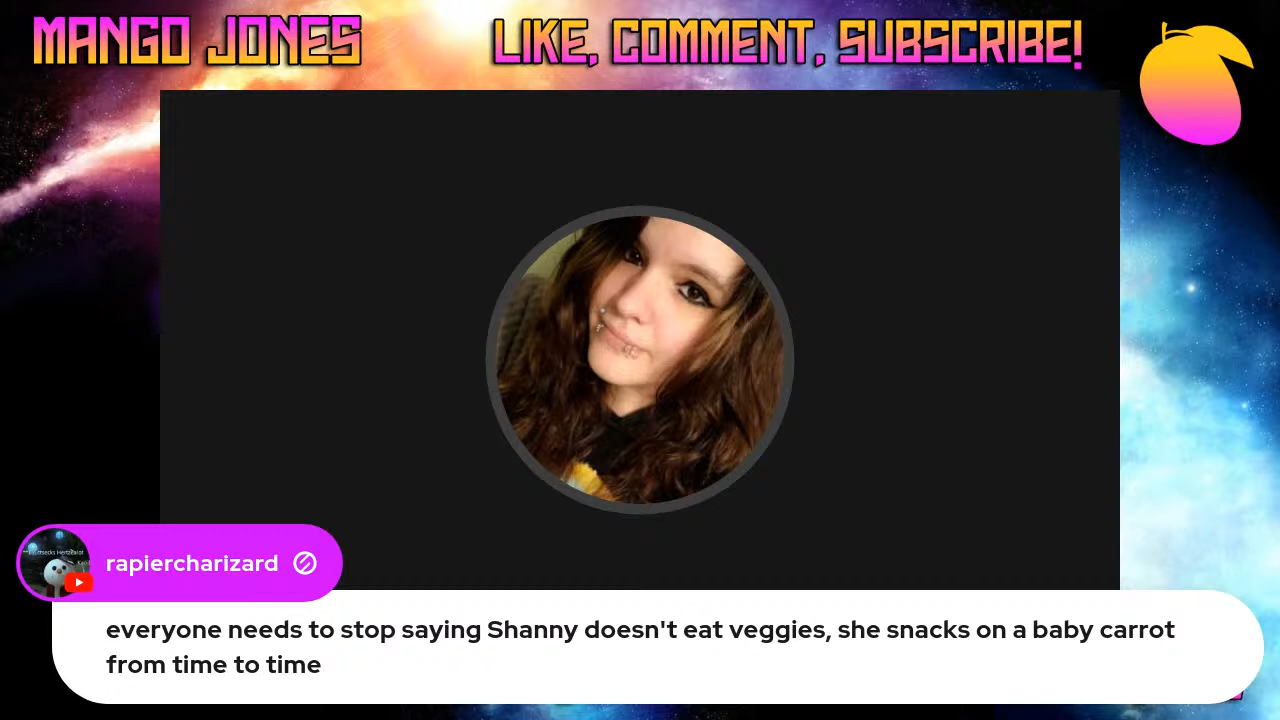 MANGO JONES
LIKE, COMMENT, SUBSCRIBE!
rapiercharizard
everyone needs to stop saying Shanny doesn't eat veggies, she snacks on a baby carrot
from time to time